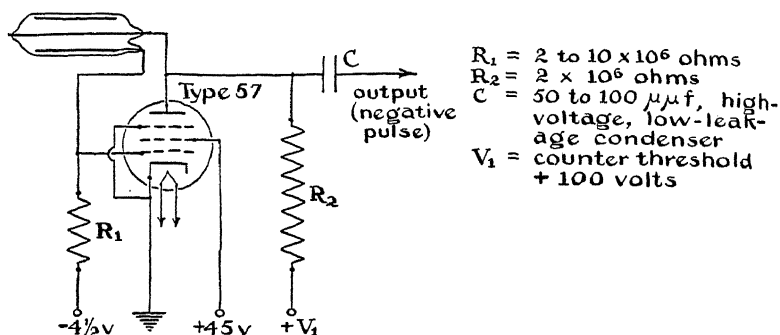 C
Type 57
output
(negative
pulse)
R₁
R₂
-4½v
+45v
+V₁
R₁ = 2 to 10 x 10⁶ ohms
R₂ = 2 x 10⁶ ohms
C = 50 to 100 μμf, high-
voltage, low-leak-
age condenser
V₁ = counter threshold
+ 100 volts